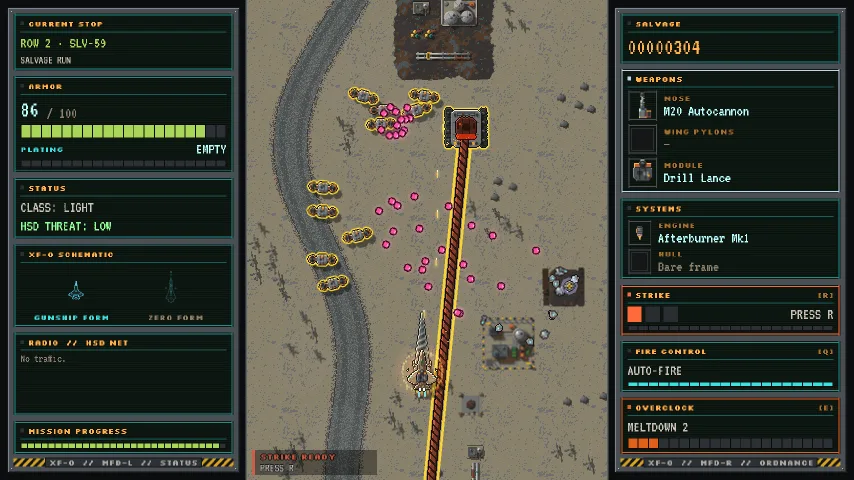 CURRENT STOP
ROW 2 · SLV-59
SALVAGE RUN
ARMOR
86 / 100
PLATING EMPTY
STATUS
CLASS: LIGHT
HSD THREAT: LOW
XF-0 SCHEMATIC
GUNSHIP FORM ZERO FORM
RADIO // HSD NET
No traffic.
MISSION PROGRESS
XF-0 // MFD-L // STATUS
STRIKE READY
PRESS R
SALVAGE
00000304
WEAPONS
NOSE
M20 Autocannon
WING PYLONS
—
MODULE
Drill Lance
SYSTEMS
ENGINE
Afterburner Mk1
HULL
Bare frame
STRIKE [R]
PRESS R
FIRE CONTROL [Q]
AUTO-FIRE
OVERCLOCK [E]
MELTDOWN 2
XF-0 // MFD-R // ORDNANCE